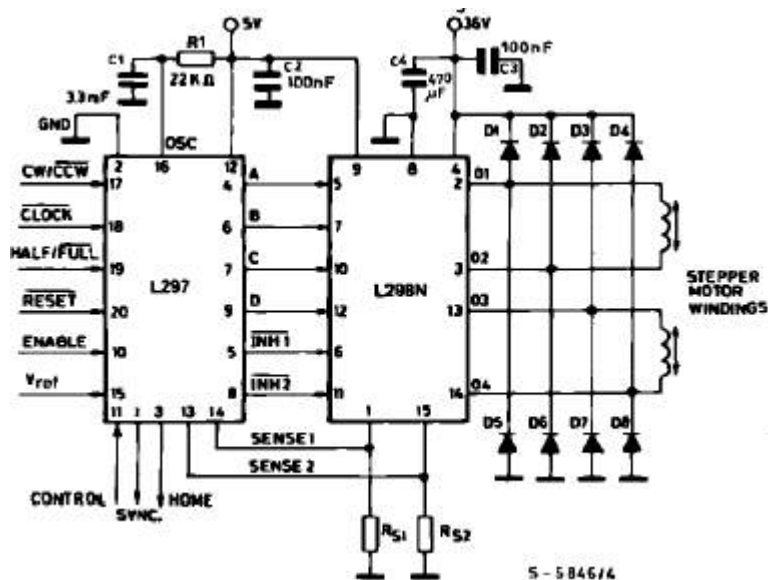 5V
36V
C1
R1
22KΩ
3.3nF
C2
100nF
C4
470
µF
100nF
C3
GND
OSC
2
16
12
9
8
4
D1
D2
D3
D4
CW/CCW
17
4
A
5
2
O1
CLOCK
18
6
B
7
HALF/FULL
19
7
C
10
3
O2
L297
L298N
STEPPER
MOTOR
WINDINGS
RESET
20
9
D
12
13
O3
ENABLE
10
5
INH1
6
Vref
15
8
INH2
11
14
O4
11
1
3
13
14
1
15
D5
D6
D7
D8
SENSE1
SENSE2
CONTROL
SYNC.
HOME
RS1
RS2
S-5846/4